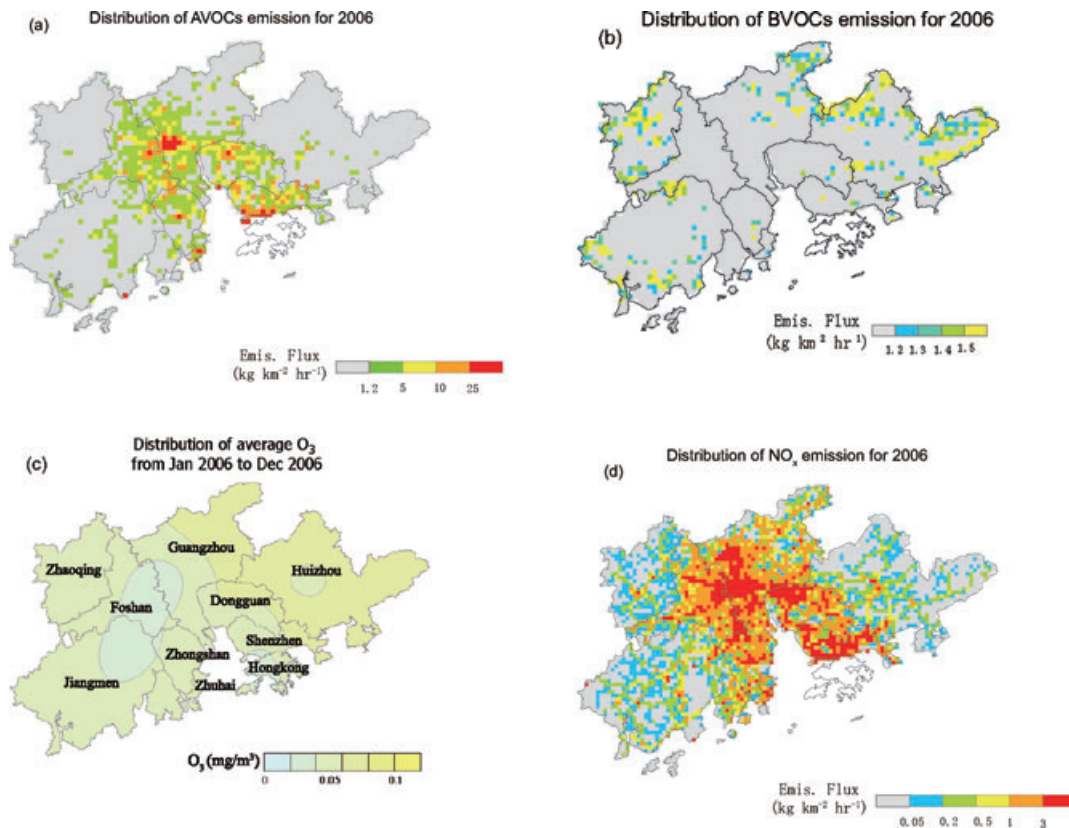 Distribution of AVOCs emission for 2006
(a)
Emis. Flux
(kg km⁻² hr⁻¹)
1.2 5 10 25
Distribution of BVOCs emission for 2006
(b)
Emis. Flux
(kg km² hr¹)
1.2 1.3 1.4 1.5
Distribution of average O₃
from Jan 2006 to Dec 2006
(c)
Guangzhou
Zhaoqing
Huizhou
Foshan
Dongguan
Shenzhen
Zhongshan
Hongkong
Jiangmen
Zhuhai
O₃ (mg/m³)
0 0.05 0.1
Distribution of NOₓ emission for 2006
(d)
Emis. Flux
(kg km⁻² hr⁻¹)
0.05 0.2 0.5 1 3